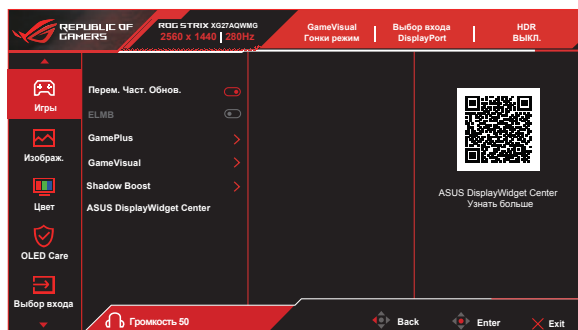 REPUBLIC OF
GAMERS
ROG STRIX XG27AQWMG
2560 x 1440 280Hz
GameVisual
Гонки режим
Выбор входа
DisplayPort
HDR
ВЫКЛ.
Игры
Изображ.
Цвет
OLED Care
Выбор входа
Перем. Част. Обнов.
ELMB
GamePlus
GameVisual
Shadow Boost
ASUS DisplayWidget Center
ASUS DisplayWidget Center
Узнать больше
Громкость 50
Back
Enter
Exit